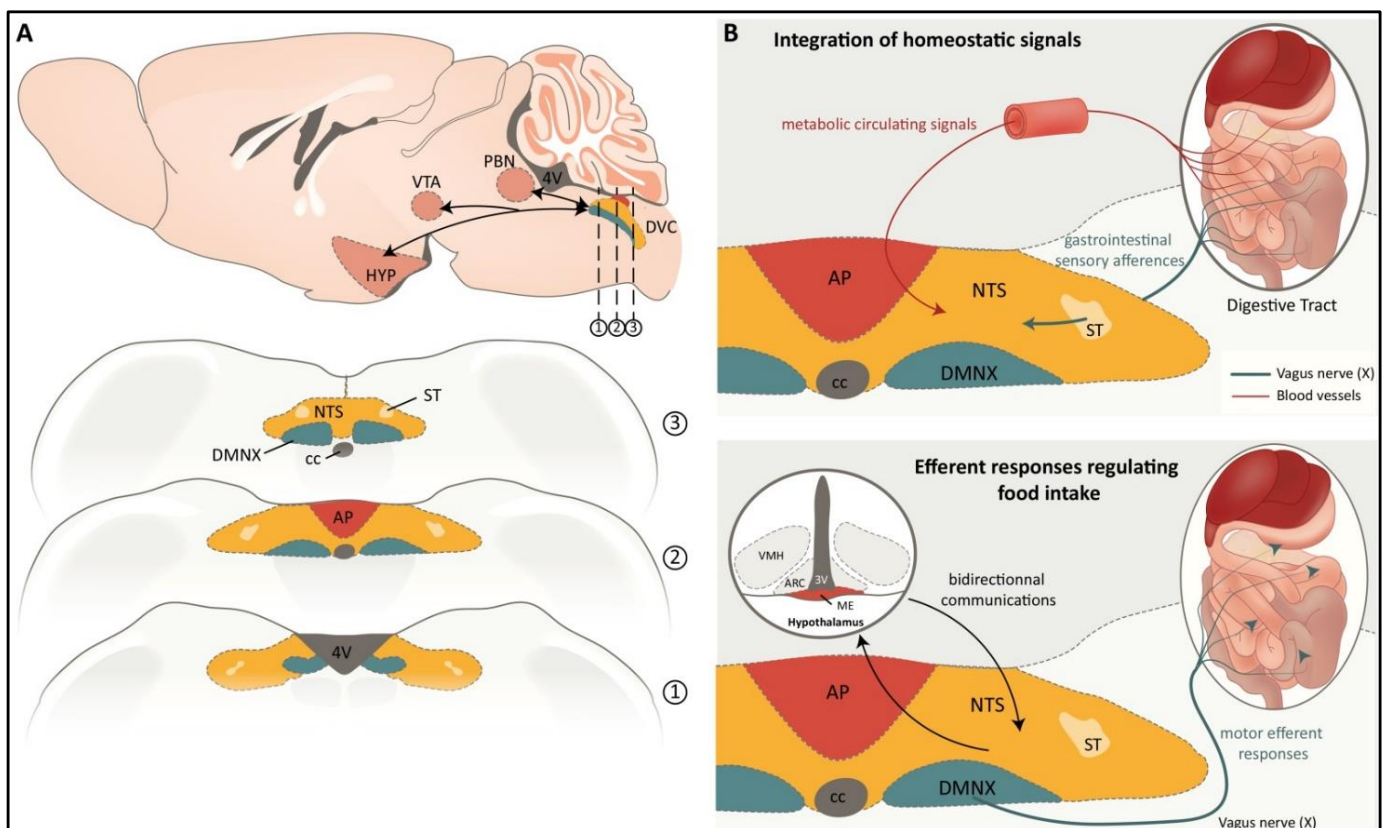 A
PBN
4V
VTA
DVC
HYP
1
2
3
NTS
ST
DMNX
cc
3
AP
2
4V
1
B
Integration of homeostatic signals
metabolic circulating signals
gastrointestinal
sensory afferences
AP
NTS
ST
Digestive Tract
cc
DMNX
Vagus nerve (X)
Blood vessels
Efferent responses regulating
food intake
VMH
ARC
3V
ME
Hypothalamus
bidirectionnal
communications
AP
NTS
ST
motor efferent
responses
cc
DMNX
Vagus nerve (X)